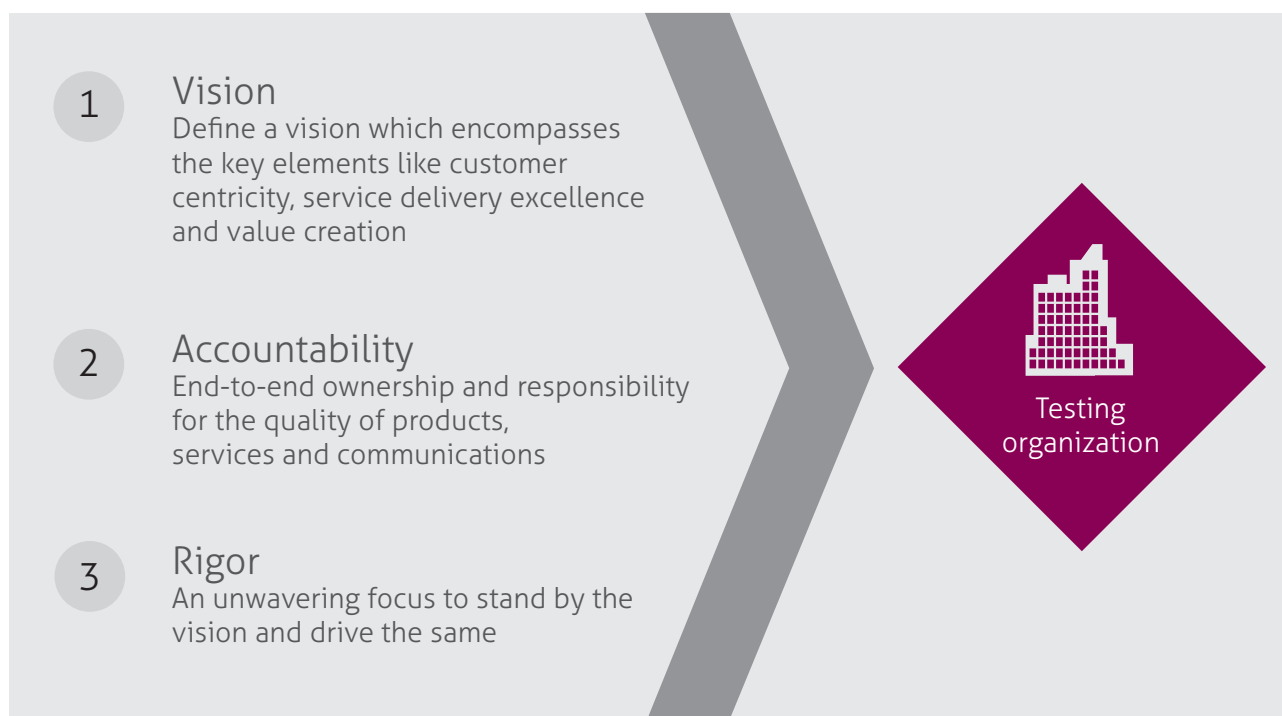 1
Vision
Define a vision which encompasses
the key elements like customer
centricity, service delivery excellence
and value creation
2
Accountability
End-to-end ownership and responsibility
for the quality of products,
services and communications
3
Rigor
An unwavering focus to stand by the
vision and drive the same
Testing
organization